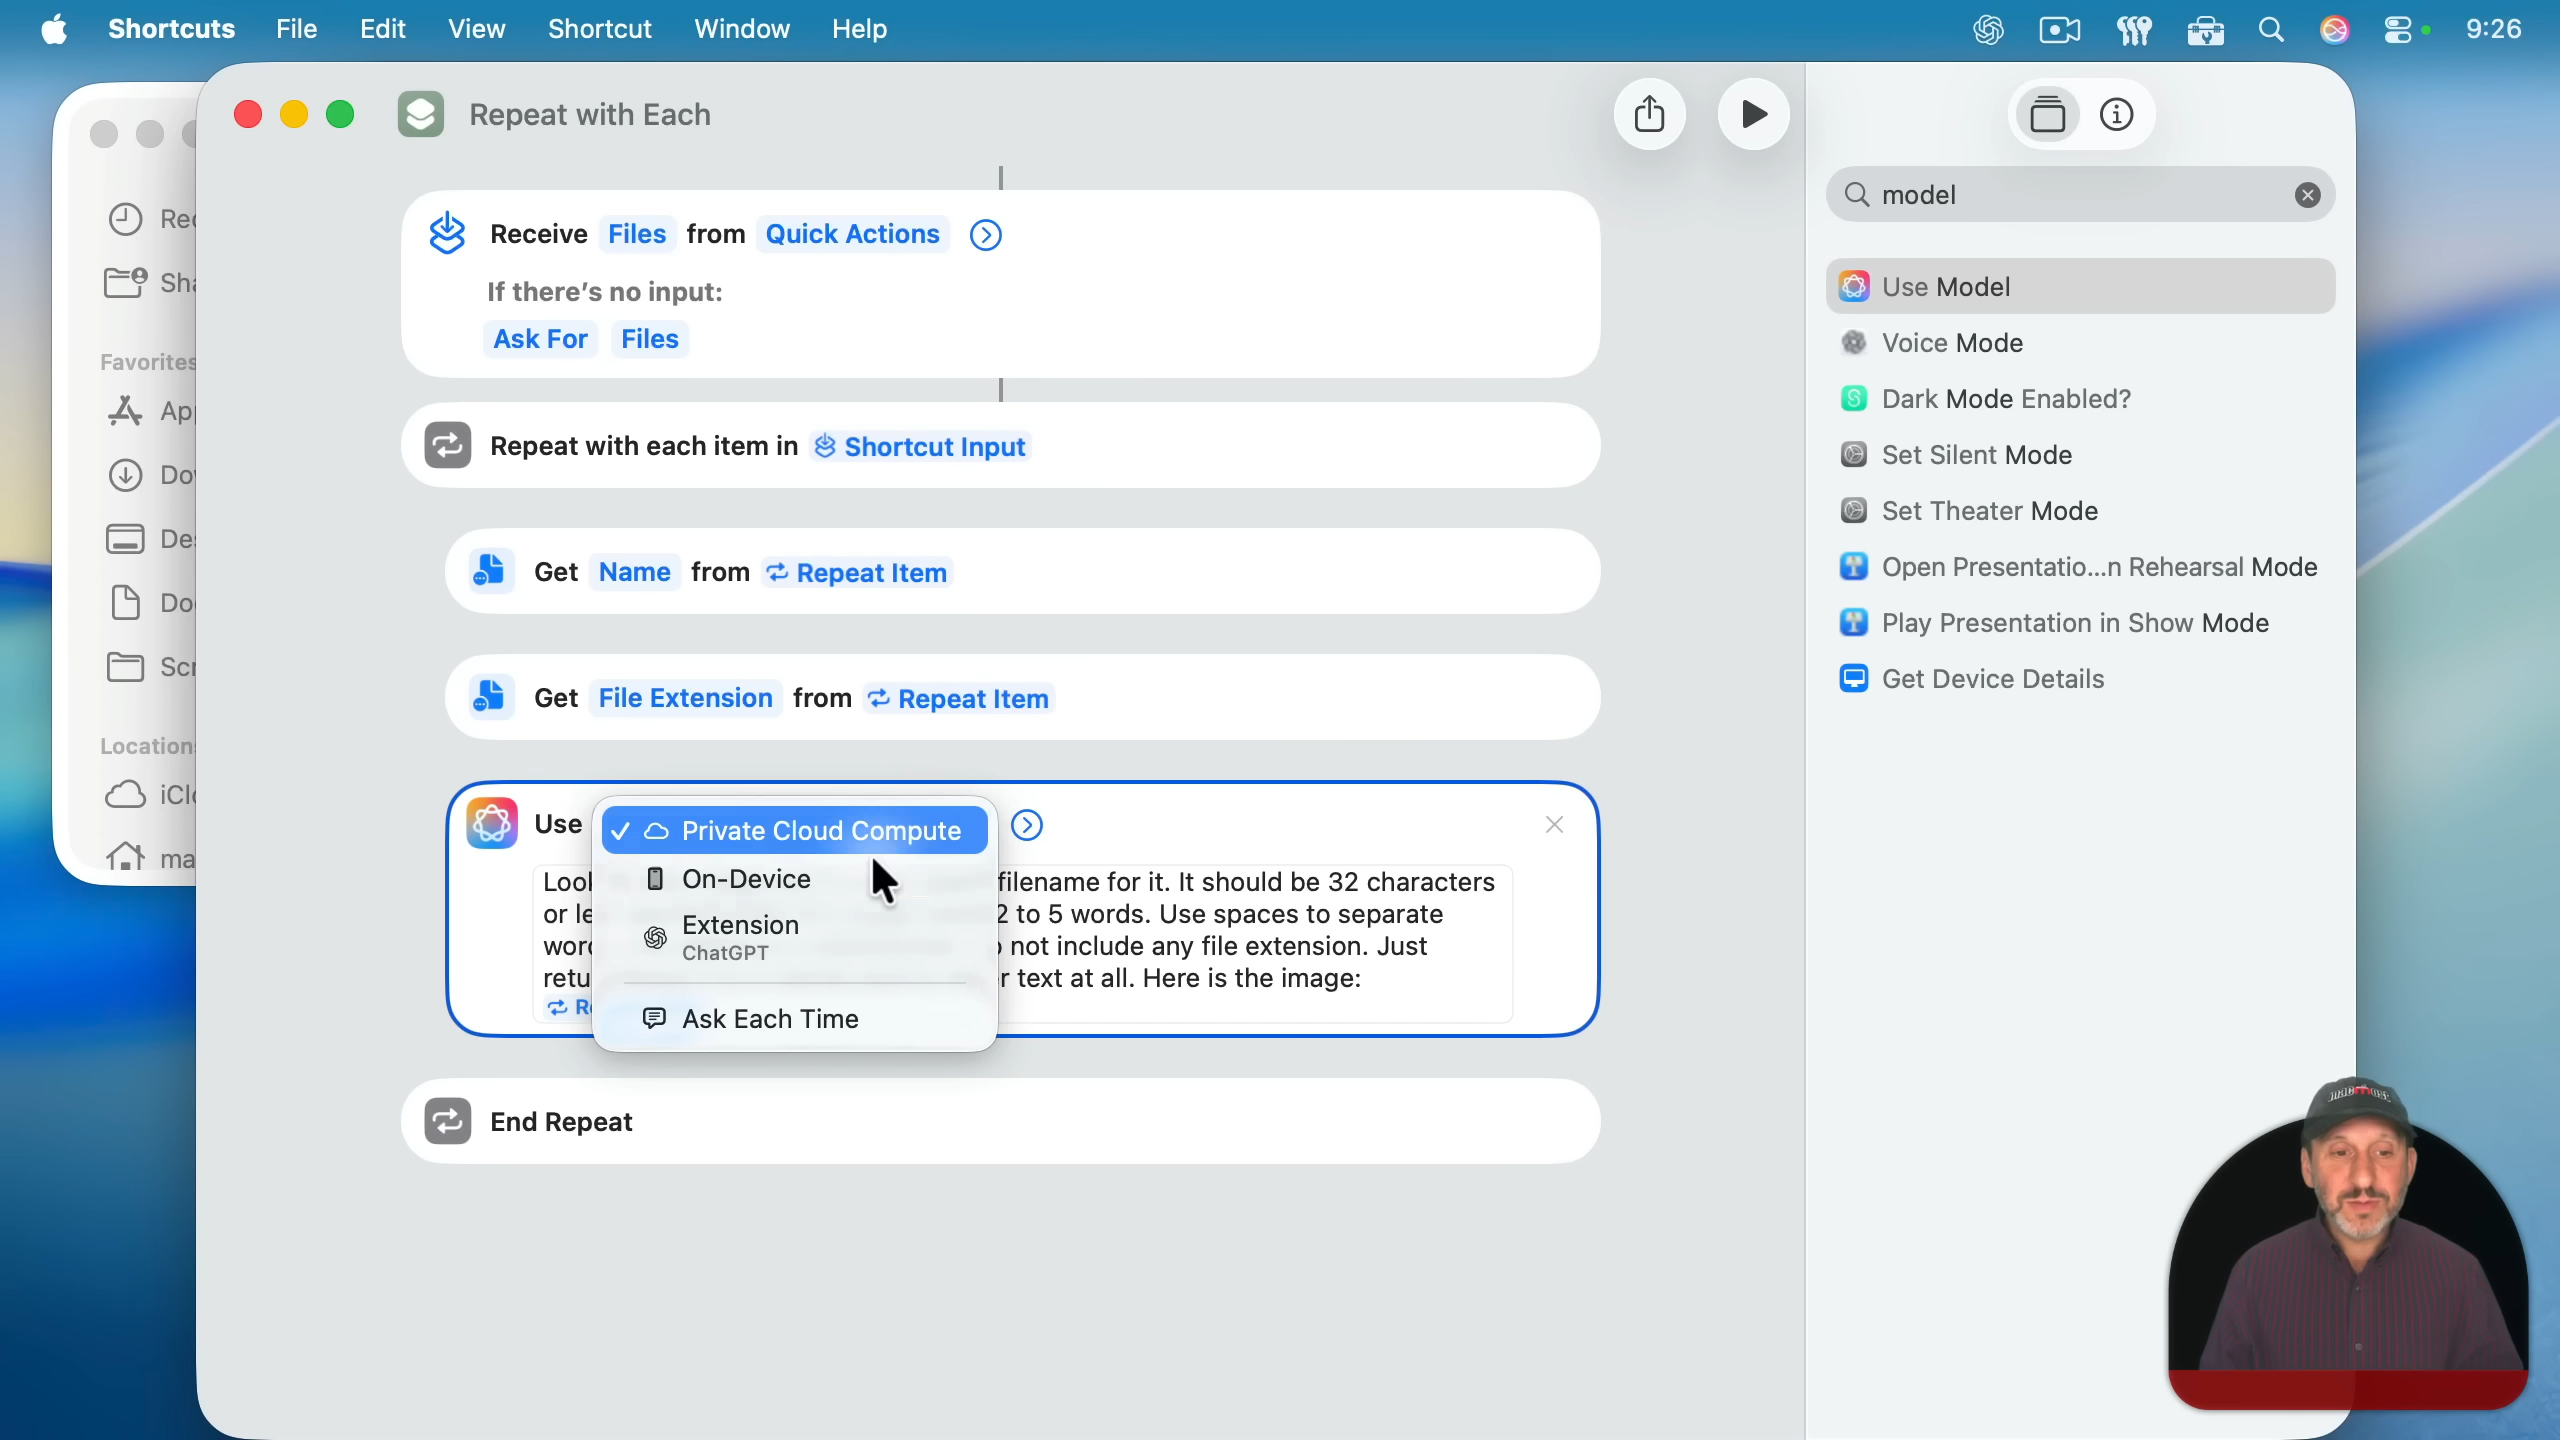 Shortcuts File Edit View Shortcut Window Help 9:26
Repeat with Each
Favorites
Receive Files from Quick Actions
If there's no input:
Ask For Files
Repeat with each item in Shortcut Input
Get Name from Repeat Item
Get File Extension from Repeat Item
Use
Private Cloud Compute
On-Device
Extension
ChatGPT
Ask Each Time
filename for it. It should be 32 characters
2 to 5 words. Use spaces to separate
not include any file extension. Just
text at all. Here is the image:
End Repeat
model
Use Model
Voice Mode
Dark Mode Enabled?
Set Silent Mode
Set Theater Mode
Open Presentatio...n Rehearsal Mode
Play Presentation in Show Mode
Get Device Details